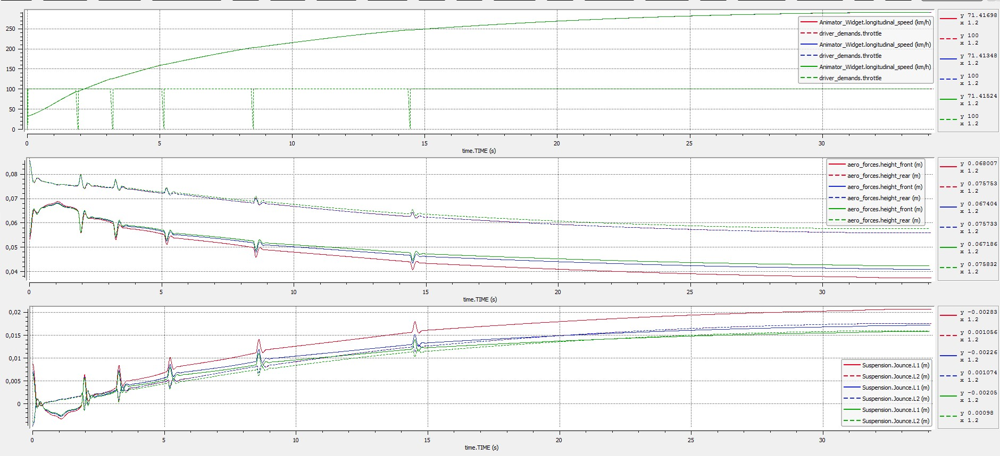 250
200
150
100
50
0
0 5 10 15 20 25 30
time.TIME (s)
Animator_Widget.longitudinal_speed (km/h)
driver_demands.throttle
Animator_Widget.longitudinal_speed (km/h)
driver_demands.throttle
Animator_Widget.longitudinal_speed (km/h)
driver_demands.throttle
y 71.41698
x 1.2
y 100
x 1.2
y 71.41348
x 1.2
y 100
x 1.2
y 71.41524
x 1.2
y 100
x 1.2
0,08
0,07
0,06
0,05
0,04
0 5 10 15 20 25 30
time.TIME (s)
aero_forces.height_front (m)
aero_forces.height_rear (m)
aero_forces.height_front (m)
aero_forces.height_rear (m)
aero_forces.height_front (m)
aero_forces.height_rear (m)
y 0.068007
x 1.2
y 0.075753
x 1.2
y 0.067404
x 1.2
y 0.075733
x 1.2
y 0.067186
x 1.2
y 0.075832
x 1.2
0,02
0,015
0,01
0,005
0
0 5 10 15 20 25 30
time.TIME (s)
Suspension.Jounce.L1 (m)
Suspension.Jounce.L2 (m)
Suspension.Jounce.L1 (m)
Suspension.Jounce.L2 (m)
Suspension.Jounce.L1 (m)
Suspension.Jounce.L2 (m)
y -0.00283
x 1.2
y 0.001056
x 1.2
y -0.00226
x 1.2
y 0.001074
x 1.2
y -0.00205
x 1.2
y 0.00098
x 1.2